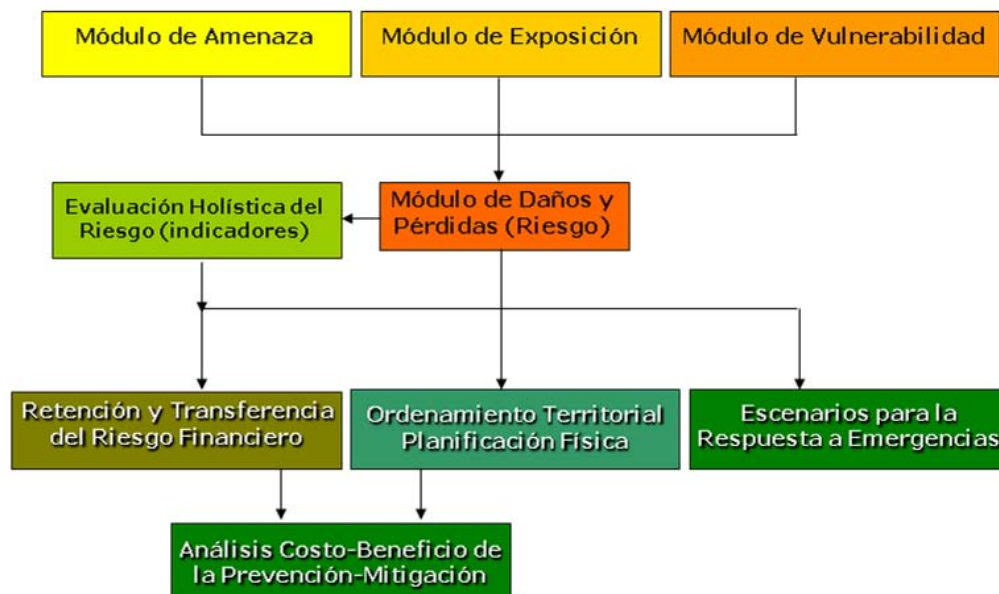 Módulo de Amenaza
Módulo de Exposición
Módulo de Vulnerabilidad
Evaluación Holística del
Riesgo (indicadores)
Módulo de Daños y
Pérdidas (Riesgo)
Retención y Transferencia
del Riesgo Financiero
Ordenamiento Territorial
Planificación Física
Escenarios para la
Respuesta a Emergencias
Análisis Costo-Beneficio de
la Prevención-Mitigación